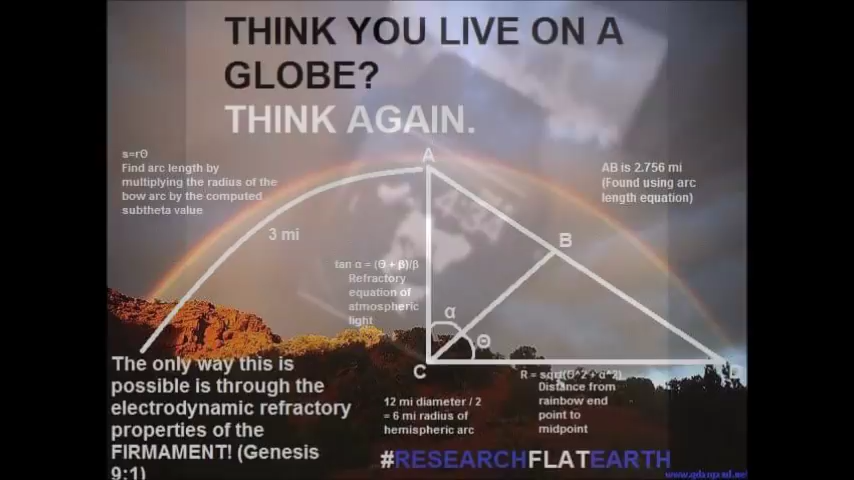 THINK YOU LIVE ON A
GLOBE?
THINK AGAIN.
s=rΘ
Find arc length by
multiplying the radius of the
bow arc by the computed
subtheta value
A
AB is 2.756 mi
(Found using arc
length equation)
3 mi
B
tan α = (Θ + β)/β
Refractory
equation of
atmospheric
light
α
Θ
C
D
The only way this is
possible is through the
electrodynamic refractory
properties of the
FIRMAMENT! (Genesis
9:1)
12 mi diameter / 2
= 6 mi radius of
hemispheric arc
R = sqrt(Θ^2 + α^2)
Distance from
rainbow end
point to
midpoint
#RESEARCHFLATEARTH